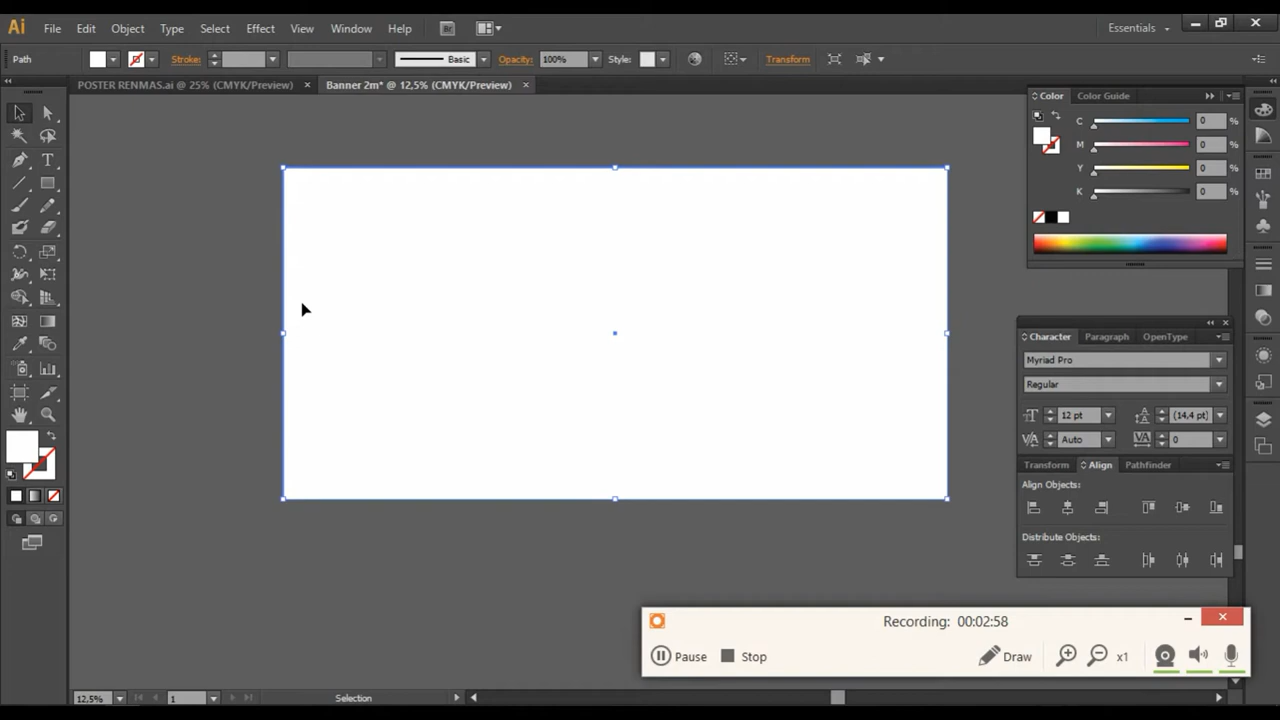 Ai File Edit Object Type Select Effect View Window Help Br Essentials
Path Stroke: Basic Opacity: 100% Style: Transform
POSTER RENMAS.ai @ 25% (CMYK/Preview) × Banner 2m* @ 12,5% (CMYK/Preview) ×
Color Color Guide
C 0 %
M 0 %
Y 0 %
K 0 %
Character Paragraph OpenType
Myriad Pro
Regular
12 pt (14,4 pt)
Auto 0
Transform Align Pathfinder
Align Objects:
Distribute Objects:
Recording: 00:02:58
Pause Stop Draw x1
12,5% 1 Selection